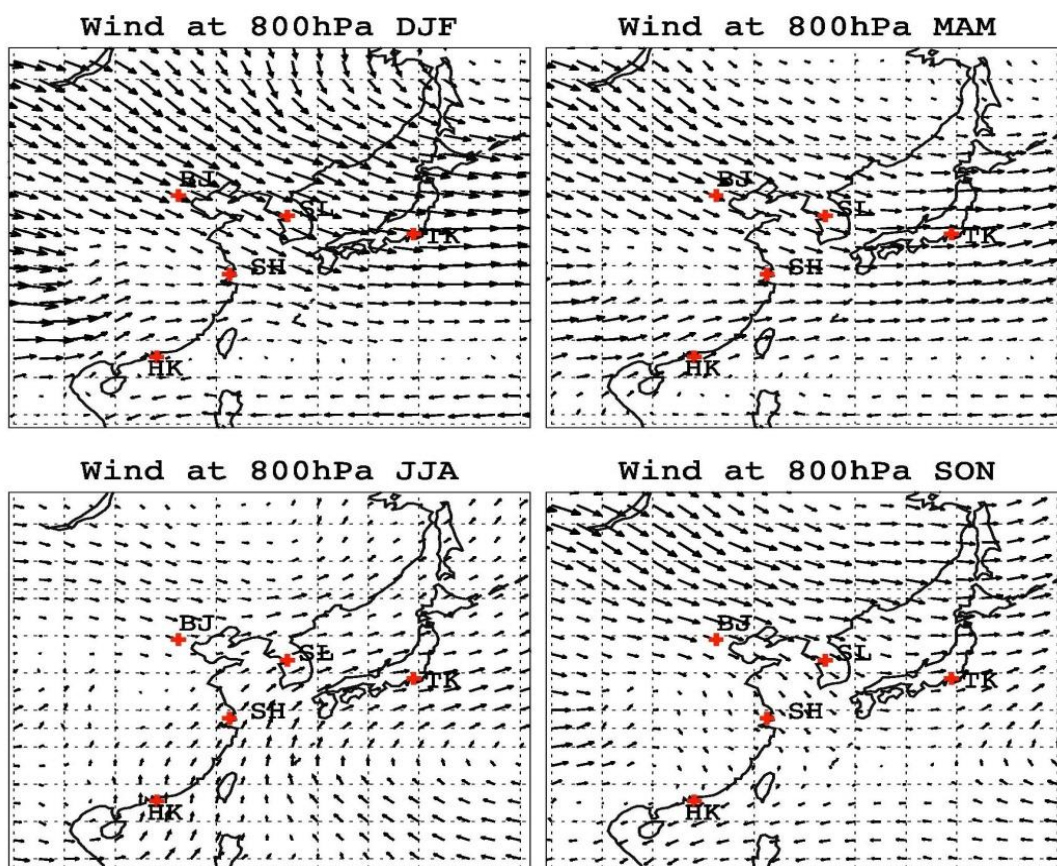 Wind at 800hPa DJF
BJ
SL
TK
SH
HK
Wind at 800hPa MAM
BJ
SL
TK
SH
HK
Wind at 800hPa JJA
BJ
SL
TK
SH
HK
Wind at 800hPa SON
BJ
SL
TK
SH
HK